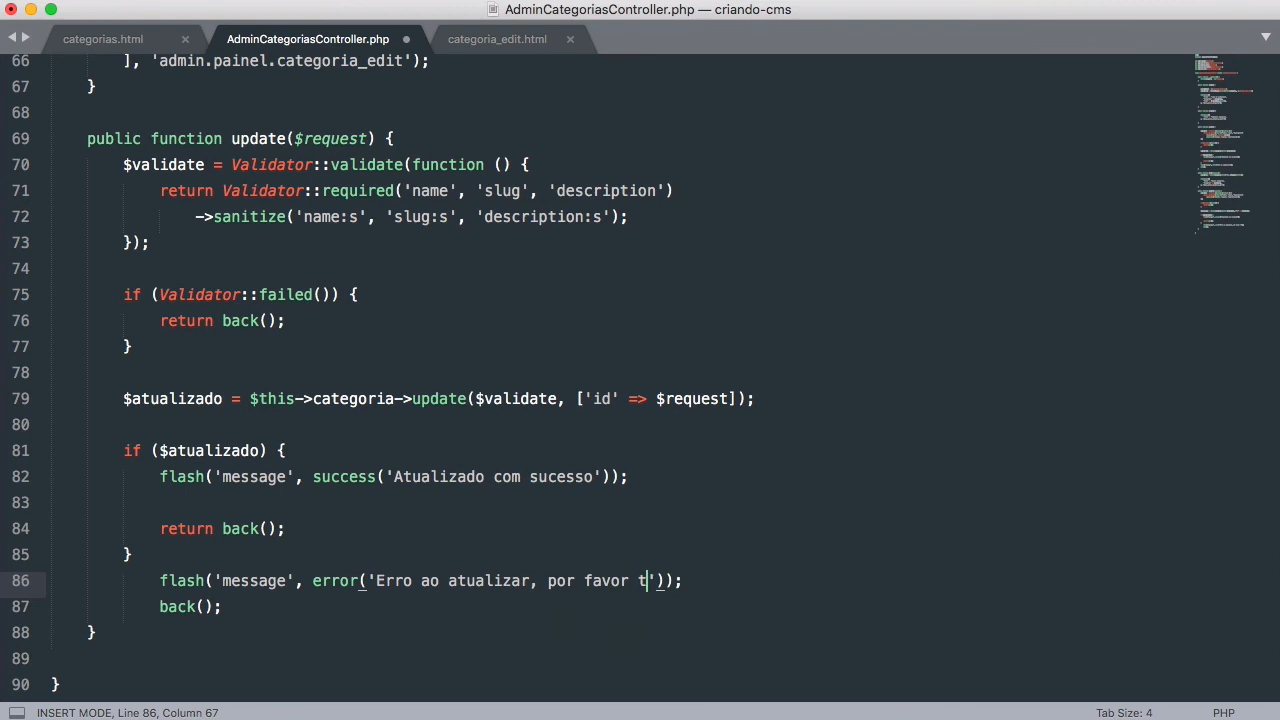 AdminCategoriasController.php — criando-cms
categorias.html × AdminCategoriasController.php categoria_edit.html ×
66 ], 'admin.painel.categoria_edit');
67 }
68
69 public function update($request) {
70 $validate = Validator::validate(function () {
71 return Validator::required('name', 'slug', 'description')
72 ->sanitize('name:s', 'slug:s', 'description:s');
73 });
74
75 if (Validator::failed()) {
76 return back();
77 }
78
79 $atualizado = $this->categoria->update($validate, ['id' => $request]);
80
81 if ($atualizado) {
82 flash('message', success('Atualizado com sucesso'));
83
84 return back();
85 }
86 flash('message', error('Erro ao atualizar, por favor t'));
87 back();
88 }
89
90 }
INSERT MODE, Line 86, Column 67 Tab Size: 4 PHP